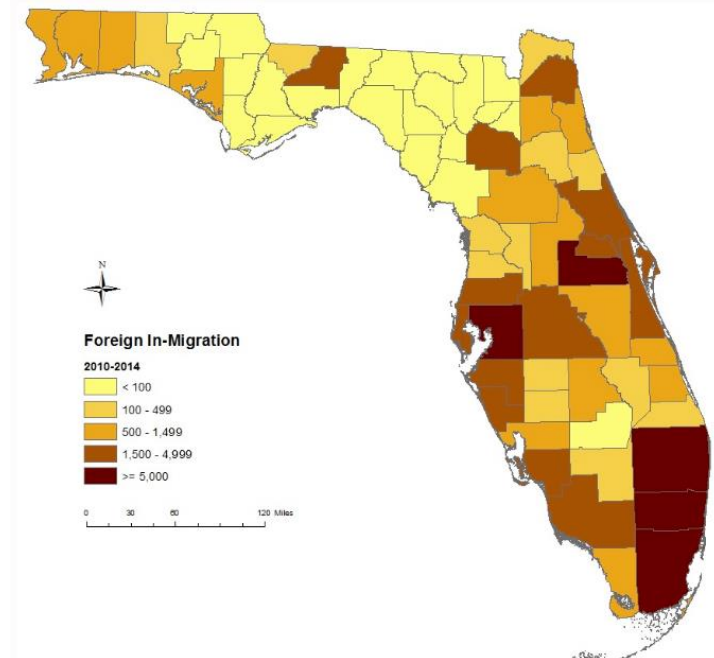 N
Foreign In-Migration
2010-2014
< 100
100 - 499
500 - 1,499
1,500 - 4,999
>= 5,000
0 30 60 120 Miles